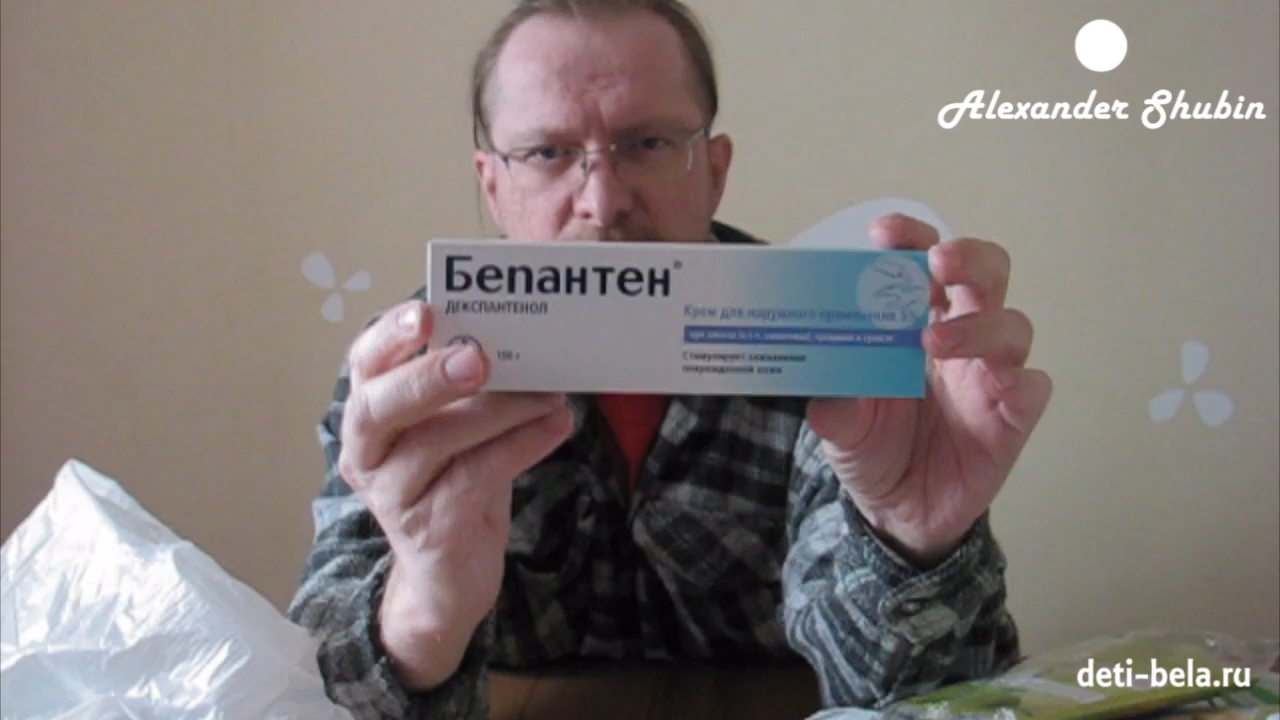 Alexander Shubin
Бепантен®
ДЕКСПАНТЕНОЛ
Крем для наружного применения 5%
100 г
Стимулирует заживление
поврежденной кожи
deti-bela.ru